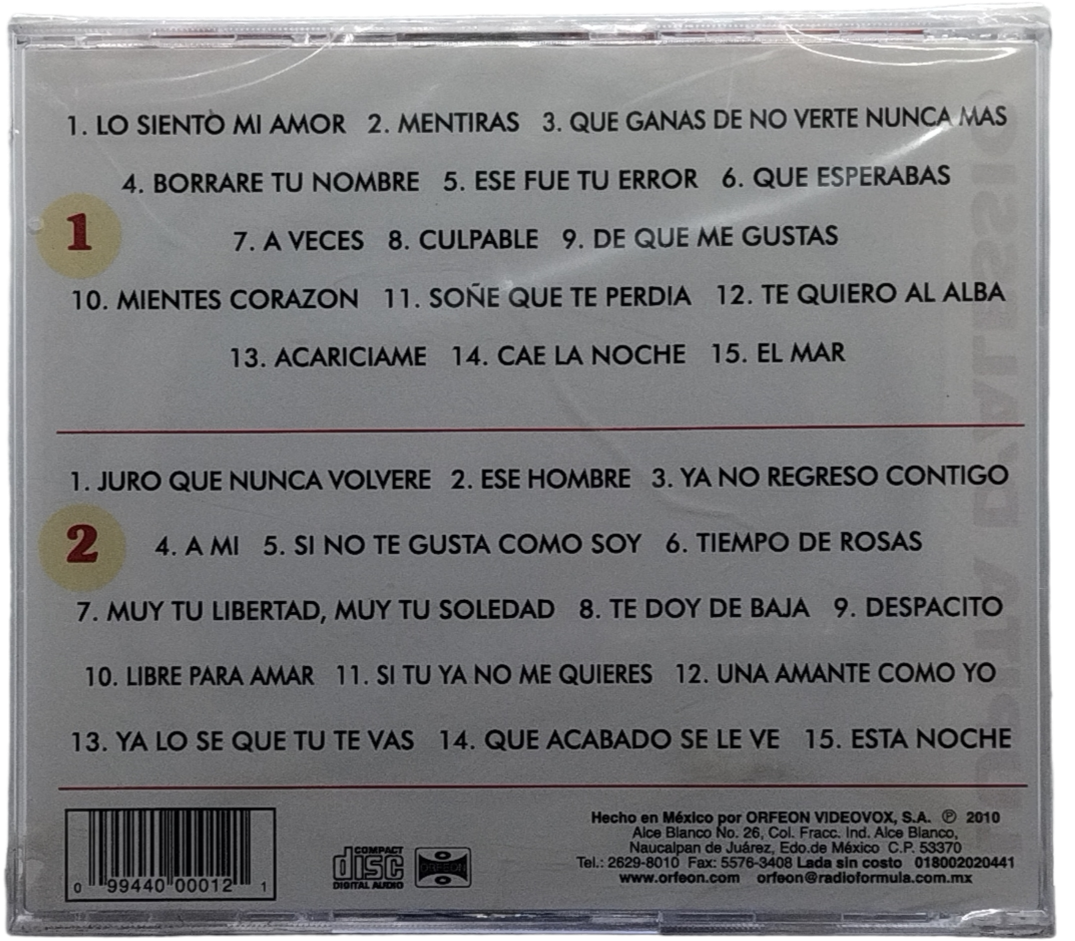 1. LO SIENTO MI AMOR 2. MENTIRAS 3. QUE GANAS DE NO VERTE NUNCA MAS
4. BORRARE TU NOMBRE 5. ESE FUE TU ERROR 6. QUE ESPERABAS
1
7. A VECES 8. CULPABLE 9. DE QUE ME GUSTAS
10. MIENTES CORAZON 11. SOÑE QUE TE PERDIA 12. TE QUIERO AL ALBA
13. ACARICIAME 14. CAE LA NOCHE 15. EL MAR
1. JURO QUE NUNCA VOLVERE 2. ESE HOMBRE 3. YA NO REGRESO CONTIGO
2
4. A MI 5. SI NO TE GUSTA COMO SOY 6. TIEMPO DE ROSAS
7. MUY TU LIBERTAD, MUY TU SOLEDAD 8. TE DOY DE BAJA 9. DESPACITO
10. LIBRE PARA AMAR 11. SI TU YA NO ME QUIERES 12. UNA AMANTE COMO YO
13. YA LO SE QUE TU TE VAS 14. QUE ACABADO SE LE VE 15. ESTA NOCHE
0 99440 00012 1
COMPACT
disc
DIGITAL AUDIO
Hecho en México por ORFEON VIDEOVOX, S.A. ℗ 2010
Alce Blanco No. 26, Col. Fracc. Ind. Alce Blanco,
Naucalpan de Juárez, Edo.de México C.P. 53370
Tel.: 2629-8010 Fax: 5576-3408 Lada sin costo 018002020441
www.orfeon.com orfeon@radioformula.com.mx
LUPITA D'ALESSIO